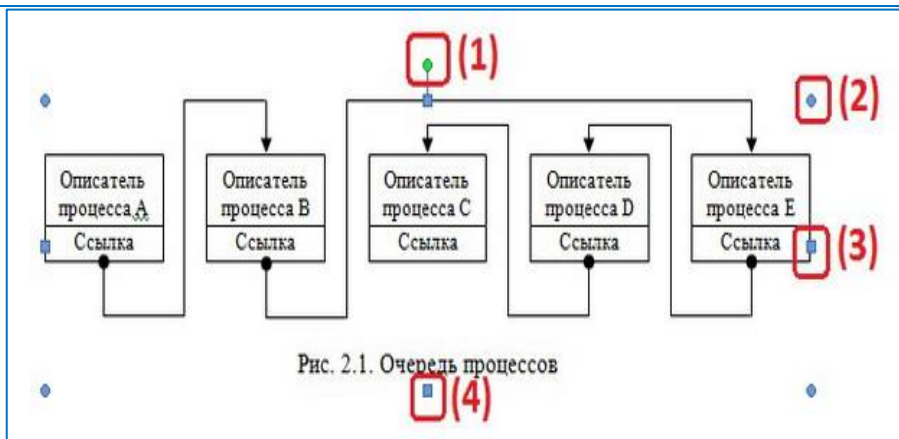 (1)
(2)
Описатель процесса A
Ссылка
Описатель процесса B
Ссылка
Описатель процесса C
Ссылка
Описатель процесса D
Ссылка
Описатель процесса E
Ссылка
(3)
Рис. 2.1. Очередь процессов
(4)